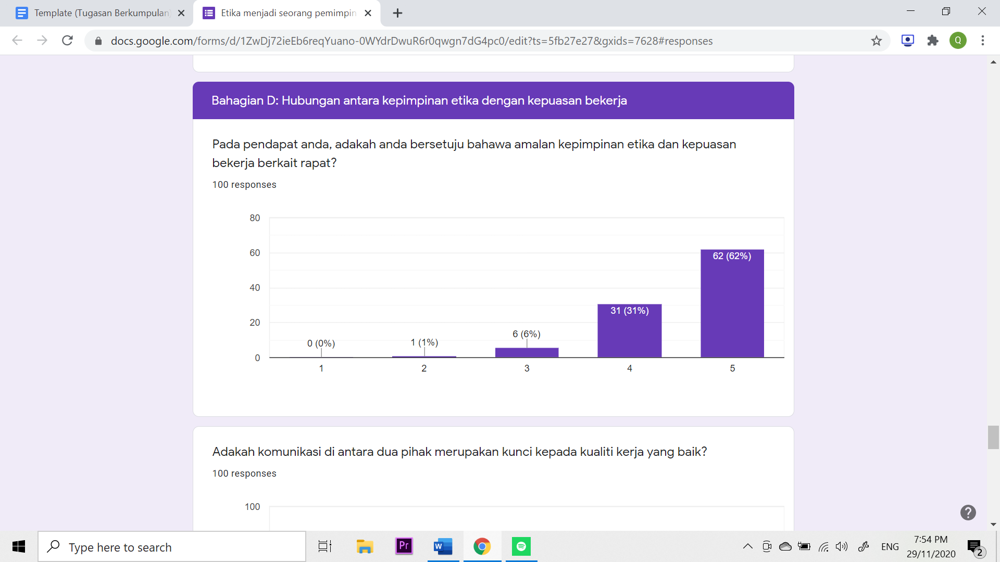 Template (Tugasan Berkumpulan)
Etika menjadi seorang pemimpin
docs.google.com/forms/d/1ZwDj72ieEb6reqYuano-0WYdrDwuR6r0qwgn7dG4pc0/edit?ts=5fb27e27&gxids=7628#responses
Q
Bahagian D: Hubungan antara kepimpinan etika dengan kepuasan bekerja
Pada pendapat anda, adakah anda bersetuju bahawa amalan kepimpinan etika dan kepuasan
bekerja berkait rapat?
100 responses
80
60
40
20
0
0 (0%)
1 (1%)
6 (6%)
31 (31%)
62 (62%)
1
2
3
4
5
Adakah komunikasi di antara dua pihak merupakan kunci kepada kualiti kerja yang baik?
100 responses
100
?
Type here to search
Pr
W
ENG
7:54 PM
29/11/2020
2